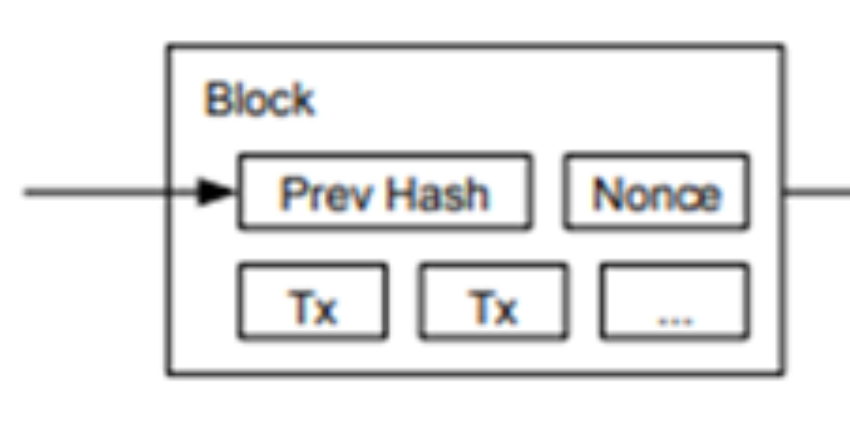 Block
Prev Hash Nonce
Tx Tx ...